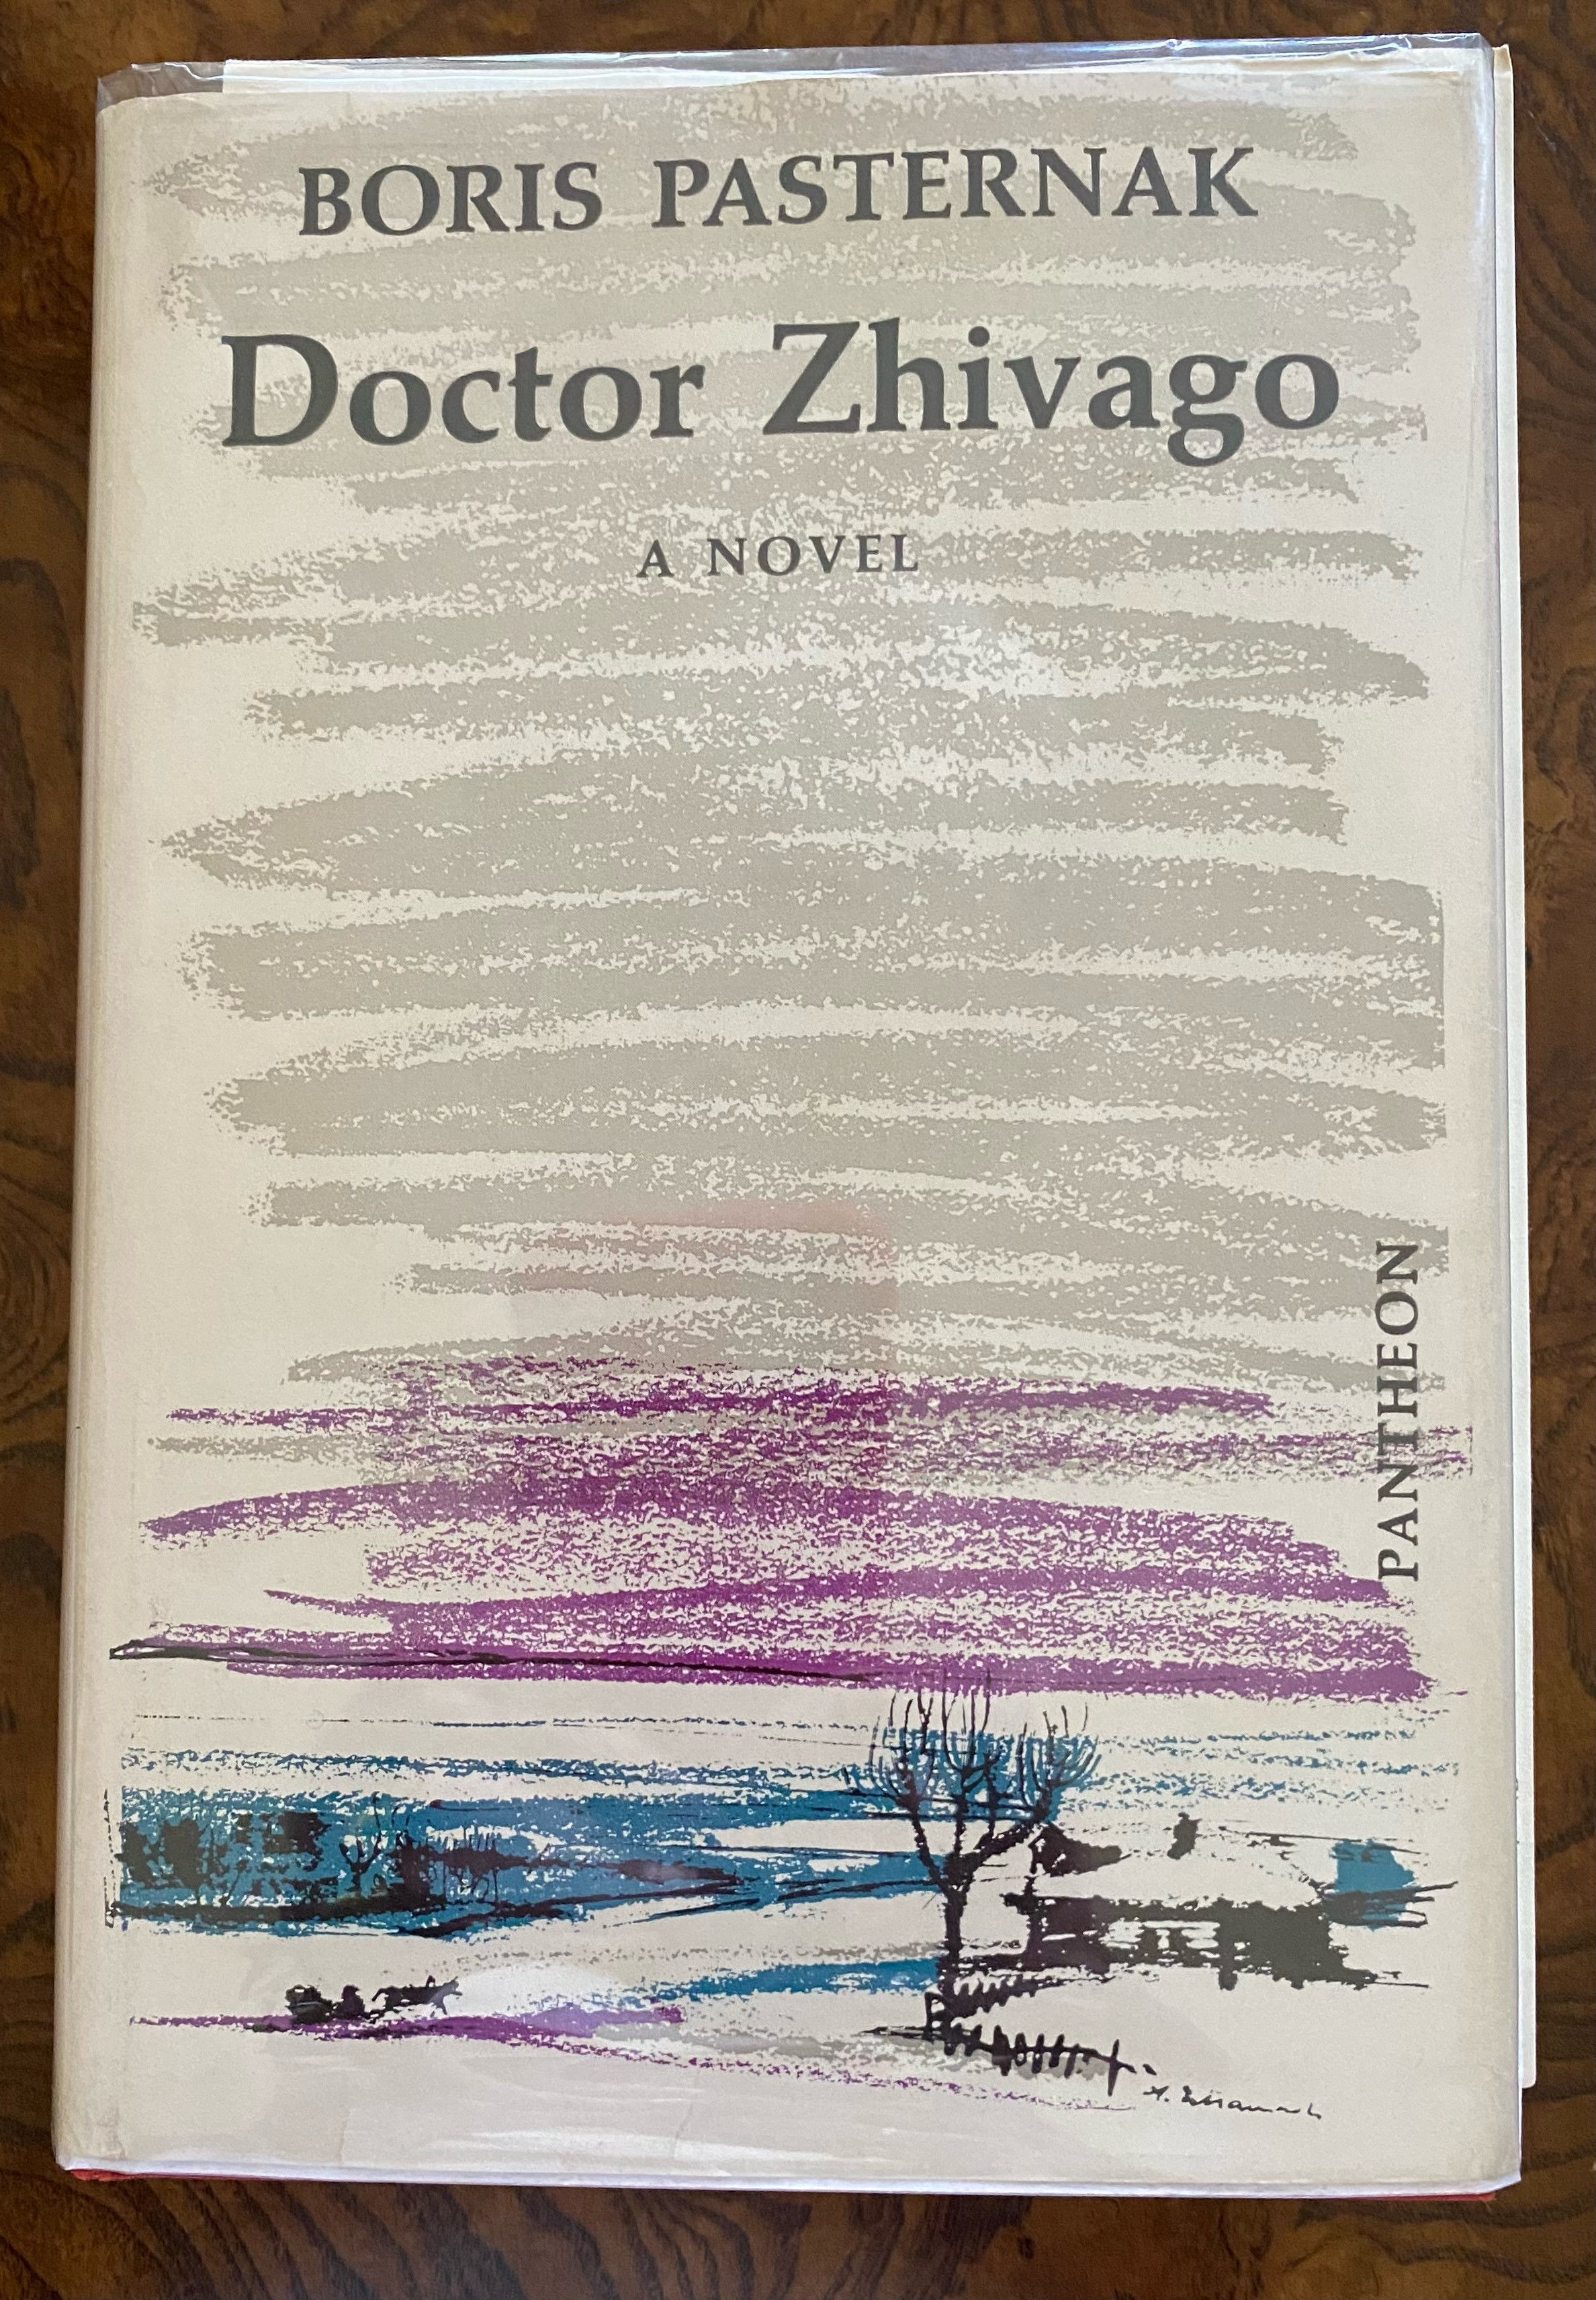 BORIS PASTERNAK
Doctor Zhivago
A NOVEL
PANTHEON